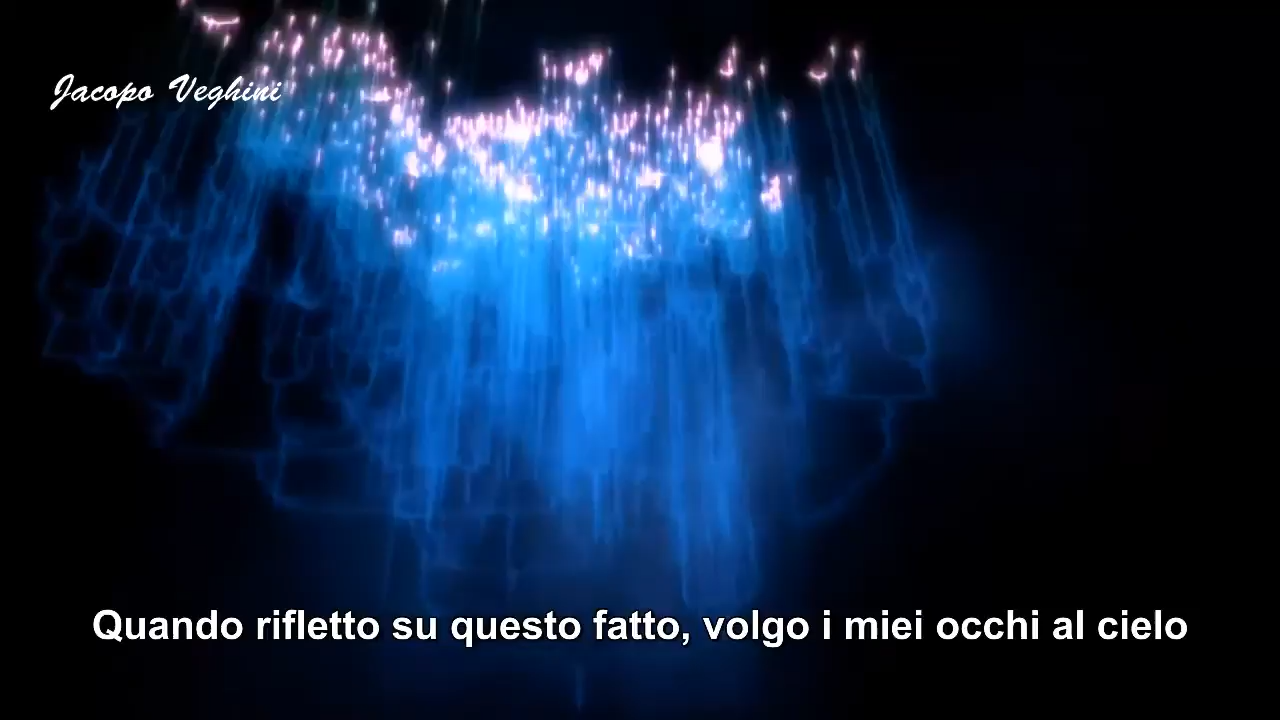 Jacopo Veghini
Quando rifletto su questo fatto, volgo i miei occhi al cielo